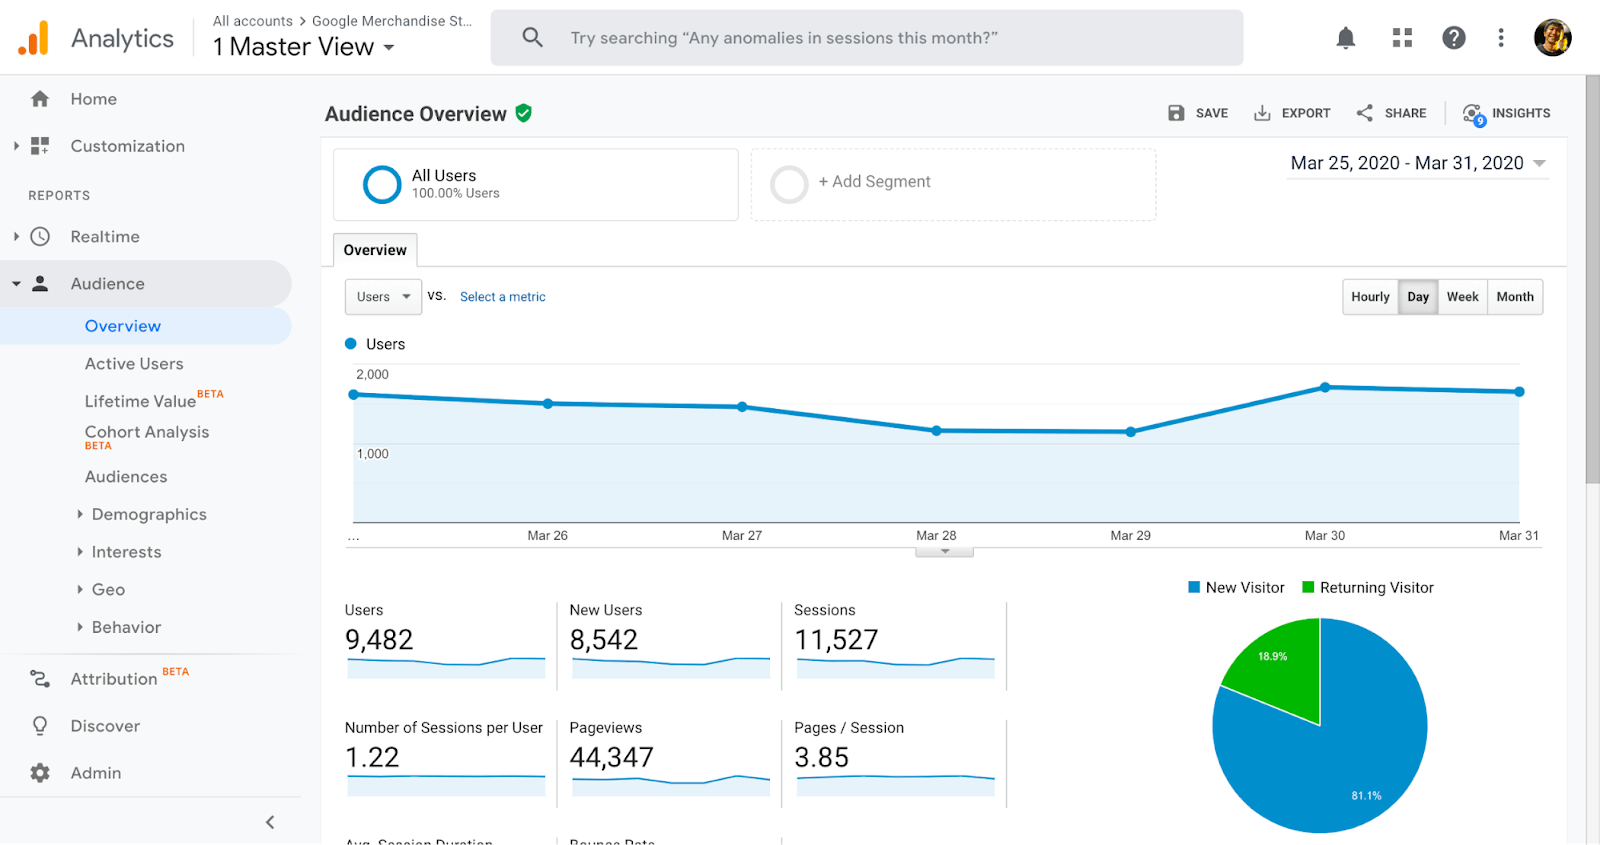 Analytics
All accounts > Google Merchandise St...
1 Master View
Try searching “Any anomalies in sessions this month?”
Home
Customization
REPORTS
Realtime
Audience
Overview
Active Users
Lifetime Value BETA
Cohort Analysis
BETA
Audiences
Demographics
Interests
Geo
Behavior
Attribution BETA
Discover
Admin
Audience Overview
SAVE
EXPORT
SHARE
9
INSIGHTS
All Users
100.00% Users
+ Add Segment
Mar 25, 2020 - Mar 31, 2020
Overview
Users
VS.
Select a metric
Hourly
Day
Week
Month
Users
2,000
1,000
...
Mar 26
Mar 27
Mar 28
Mar 29
Mar 30
Mar 31
Users
9,482
New Users
8,542
Sessions
11,527
Number of Sessions per User
1.22
Pageviews
44,347
Pages / Session
3.85
Avg. Session Duration
Bounce Rate
New Visitor
Returning Visitor
18.9%
81.1%